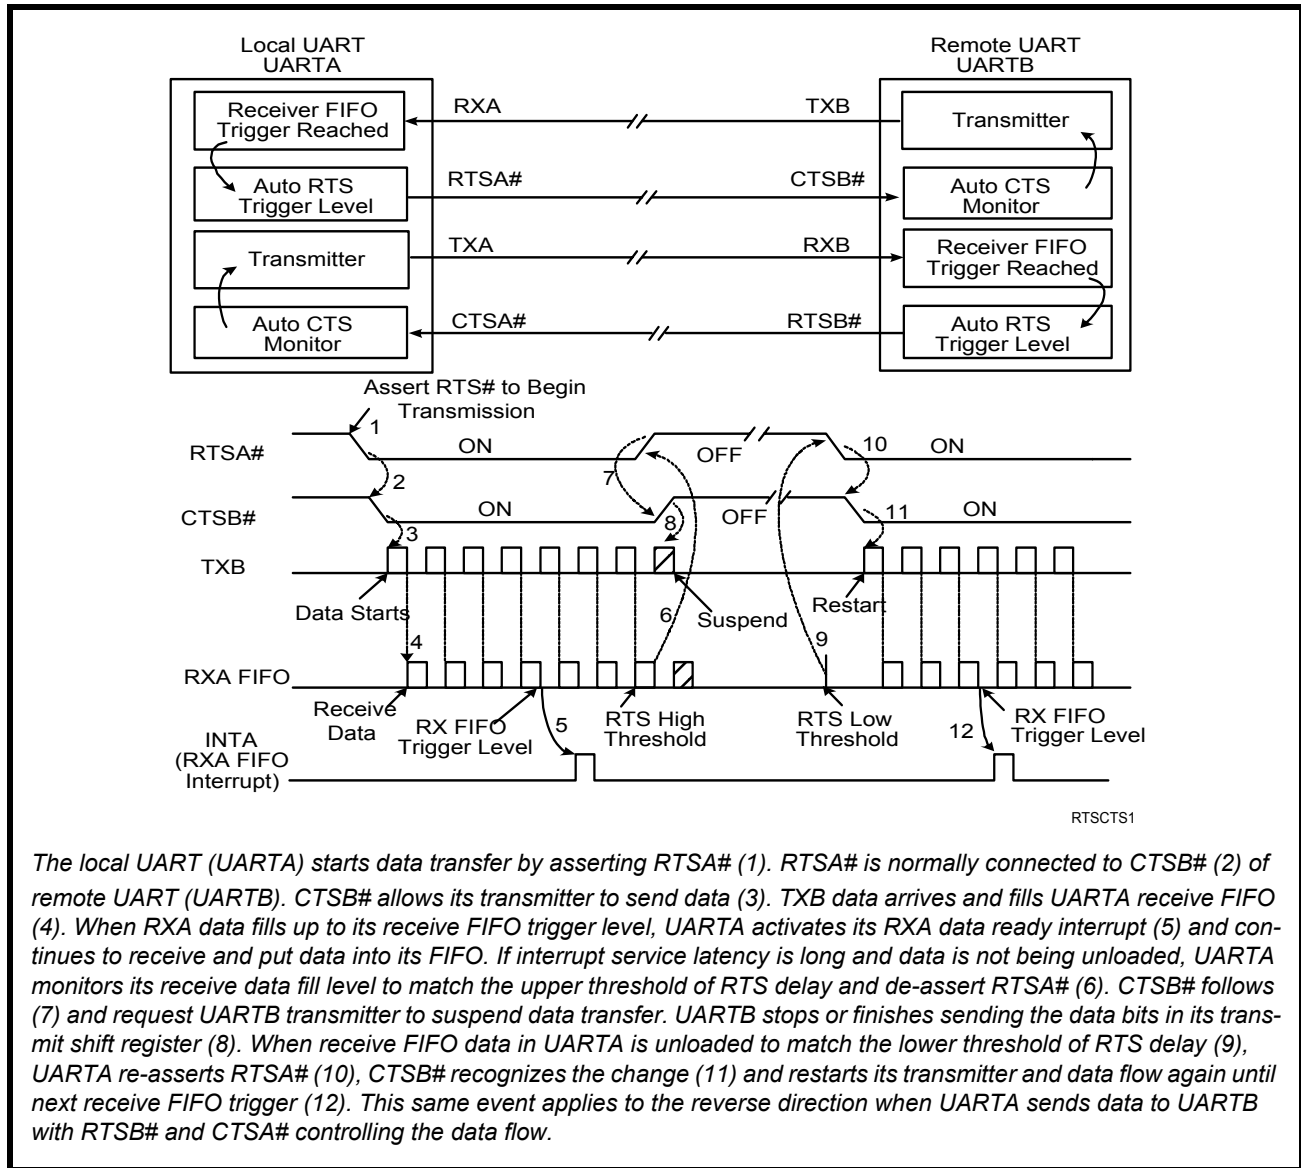 Local UART
UARTA
Remote UART
UARTB
Receiver FIFO
Trigger Reached
RXA
TXB
Transmitter
Auto RTS
Trigger Level
RTSA#
CTSB#
Auto CTS
Monitor
Transmitter
TXA
RXB
Receiver FIFO
Trigger Reached
Auto CTS
Monitor
CTSA#
RTSB#
Auto RTS
Trigger Level
Assert RTS# to Begin
Transmission
1
RTSA#
ON
OFF
ON
2
7
10
CTSB#
ON
OFF
ON
3
8
11
TXB
Data Starts
6
Suspend
Restart
4
9
RXA FIFO
Receive
Data
RX FIFO
Trigger Level
5
RTS High
Threshold
RTS Low
Threshold
12
RX FIFO
Trigger Level
INTA
(RXA FIFO
Interrupt)
RTSCTS1
The local UART (UARTA) starts data transfer by asserting RTSA# (1). RTSA# is normally connected to CTSB# (2) of
remote UART (UARTB). CTSB# allows its transmitter to send data (3). TXB data arrives and fills UARTA receive FIFO
(4). When RXA data fills up to its receive FIFO trigger level, UARTA activates its RXA data ready interrupt (5) and con-
tinues to receive and put data into its FIFO. If interrupt service latency is long and data is not being unloaded, UARTA
monitors its receive data fill level to match the upper threshold of RTS delay and de-assert RTSA# (6). CTSB# follows
(7) and request UARTB transmitter to suspend data transfer. UARTB stops or finishes sending the data bits in its trans-
mit shift register (8). When receive FIFO data in UARTA is unloaded to match the lower threshold of RTS delay (9),
UARTA re-asserts RTSA# (10), CTSB# recognizes the change (11) and restarts its transmitter and data flow again until
next receive FIFO trigger (12). This same event applies to the reverse direction when UARTA sends data to UARTB
with RTSB# and CTSA# controlling the data flow.